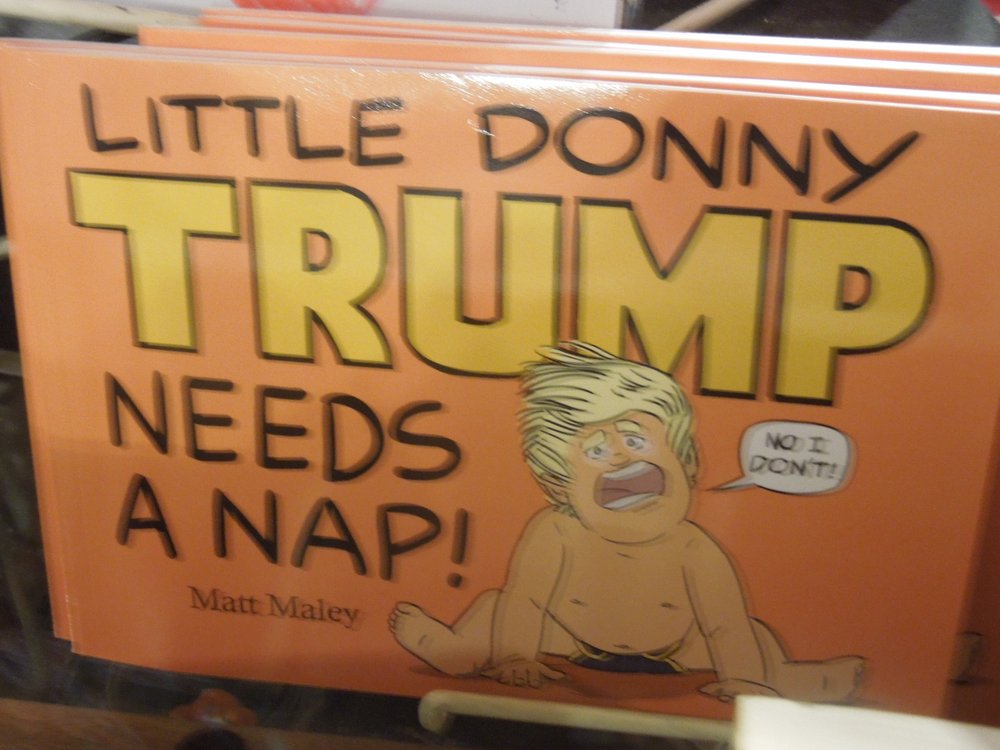 LITTLE DONNY
TRUMP
NEEDS
A NAP!
NO I
DON'T!
Matt Maley